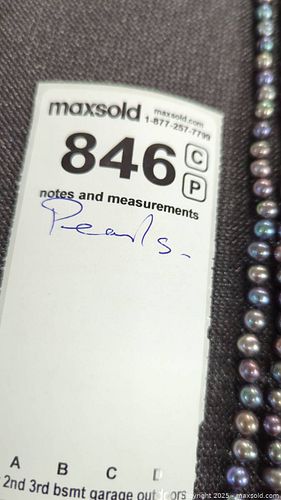 maxsold maxsold.com
1-877-257-7799
846 C
P
notes and measurements
Pearls.
A B C D
2nd 3rd bsmt garage outdoors
Copyright 2025 - maxsold.com